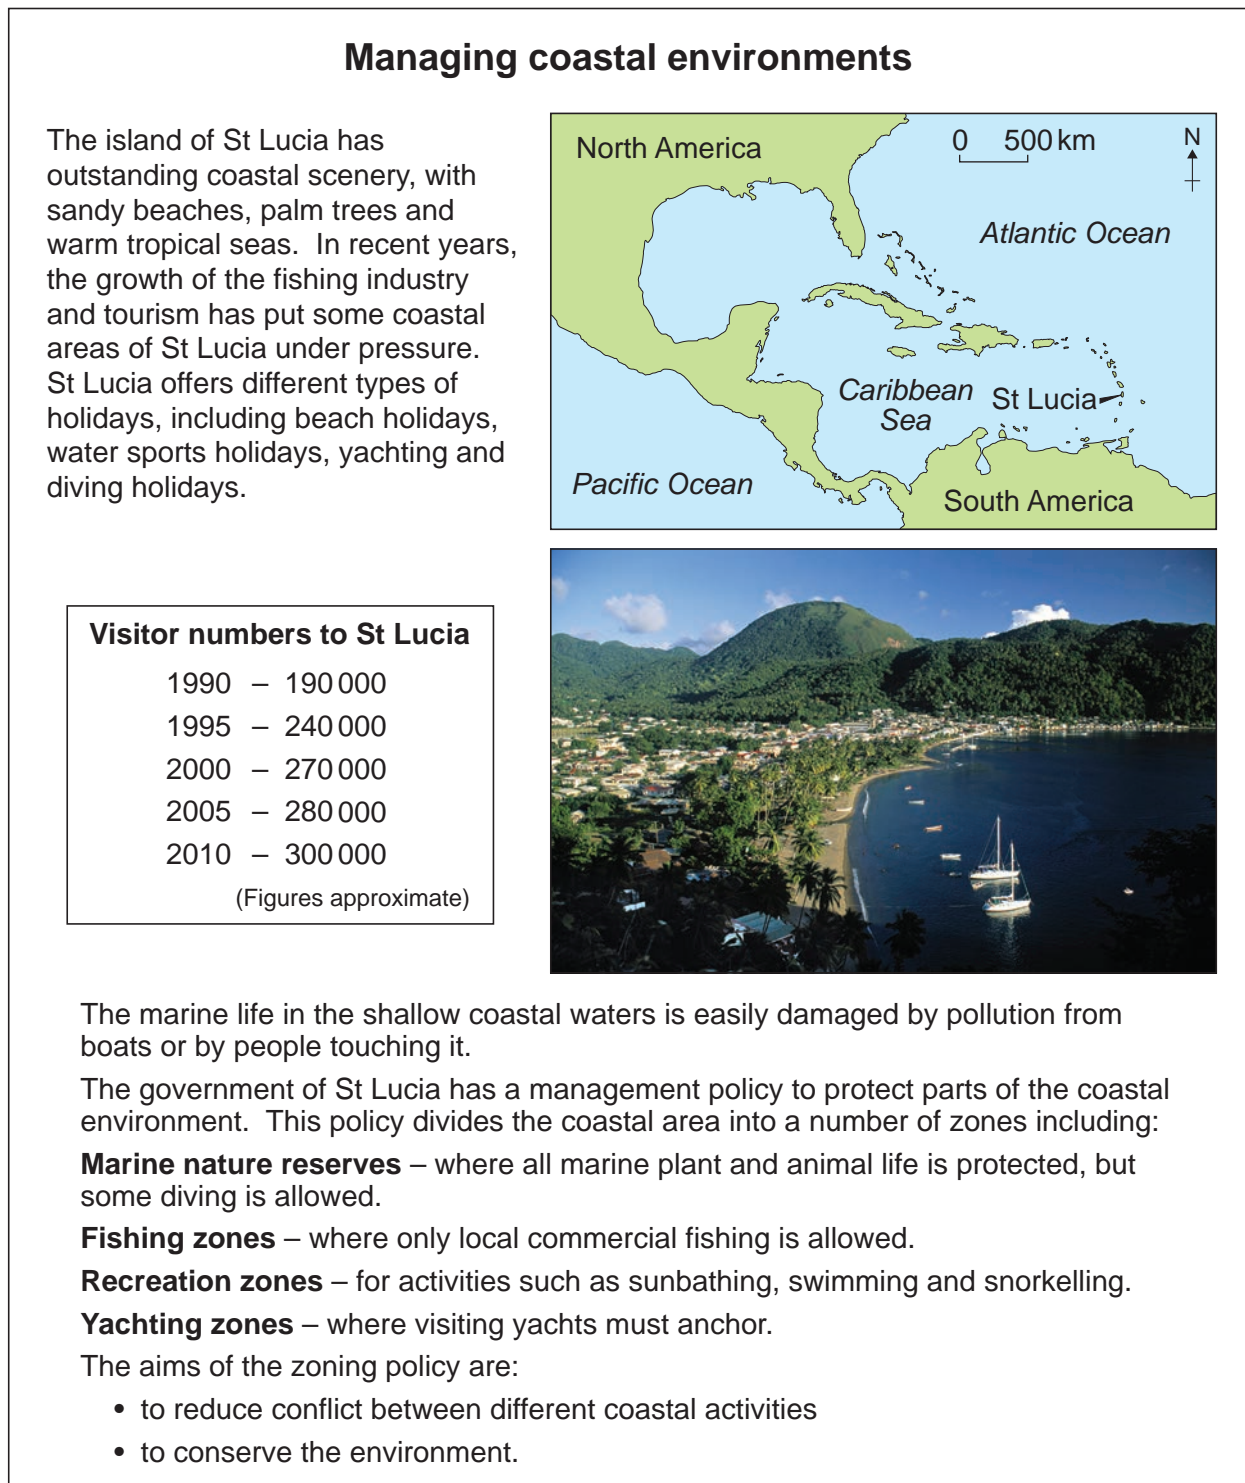 Managing coastal environments
The island of St Lucia has
outstanding coastal scenery, with
sandy beaches, palm trees and
warm tropical seas. In recent years,
the growth of the fishing industry
and tourism has put some coastal
areas of St Lucia under pressure.
St Lucia offers different types of
holidays, including beach holidays,
water sports holidays, yachting and
diving holidays.
North America
0 500 km
N
Atlantic Ocean
Caribbean
Sea
St Lucia
Pacific Ocean
South America
Visitor numbers to St Lucia
1990 – 190 000
1995 – 240 000
2000 – 270 000
2005 – 280 000
2010 – 300 000
(Figures approximate)
The marine life in the shallow coastal waters is easily damaged by pollution from
boats or by people touching it.
The government of St Lucia has a management policy to protect parts of the coastal
environment. This policy divides the coastal area into a number of zones including:
Marine nature reserves – where all marine plant and animal life is protected, but
some diving is allowed.
Fishing zones – where only local commercial fishing is allowed.
Recreation zones – for activities such as sunbathing, swimming and snorkelling.
Yachting zones – where visiting yachts must anchor.
The aims of the zoning policy are:
• to reduce conflict between different coastal activities
• to conserve the environment.